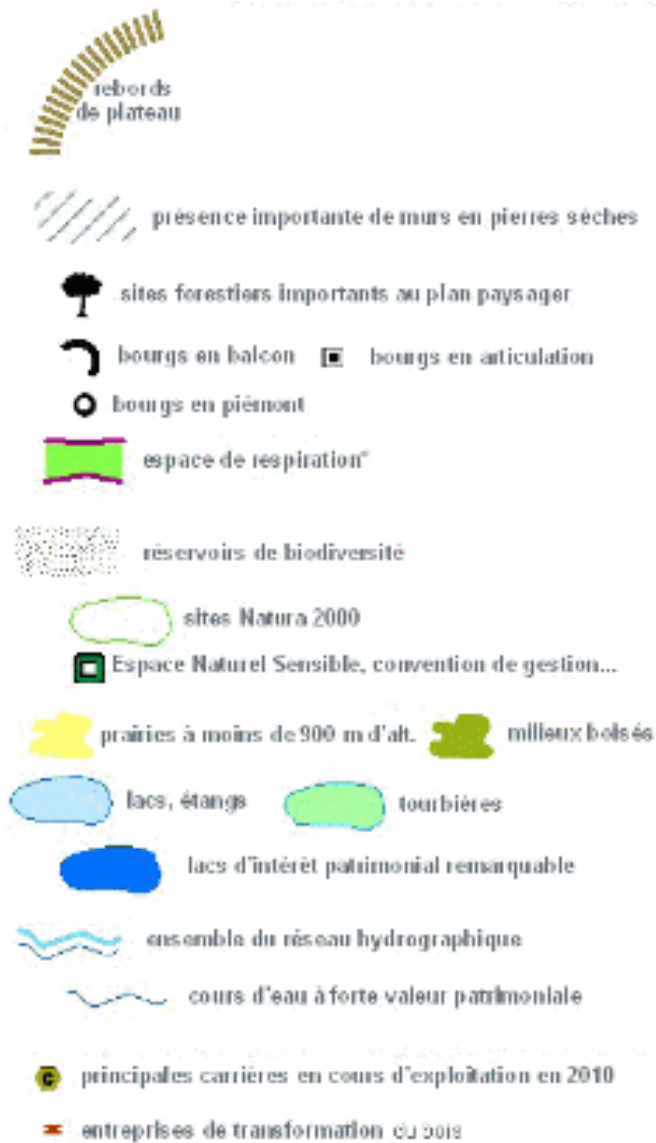 rebords
de plateau
présence importante de murs en pierres sèches
sites forestiers importants au plan paysager
bourgs en balcon bourgs en articulation
bourgs en piémont
espace de respiration*
réservoirs de biodiversité
sites Natura 2000
Espace Naturel Sensible, convention de gestion...
prairies à moins de 900 m d'alt. milieux boisés
lacs, étangs tourbières
lacs d'intérêt patrimonial remarquable
ensemble du réseau hydrographique
cours d'eau à forte valeur patrimoniale
C principales carrières en cours d'exploitation en 2010
entreprises de transformation du bois